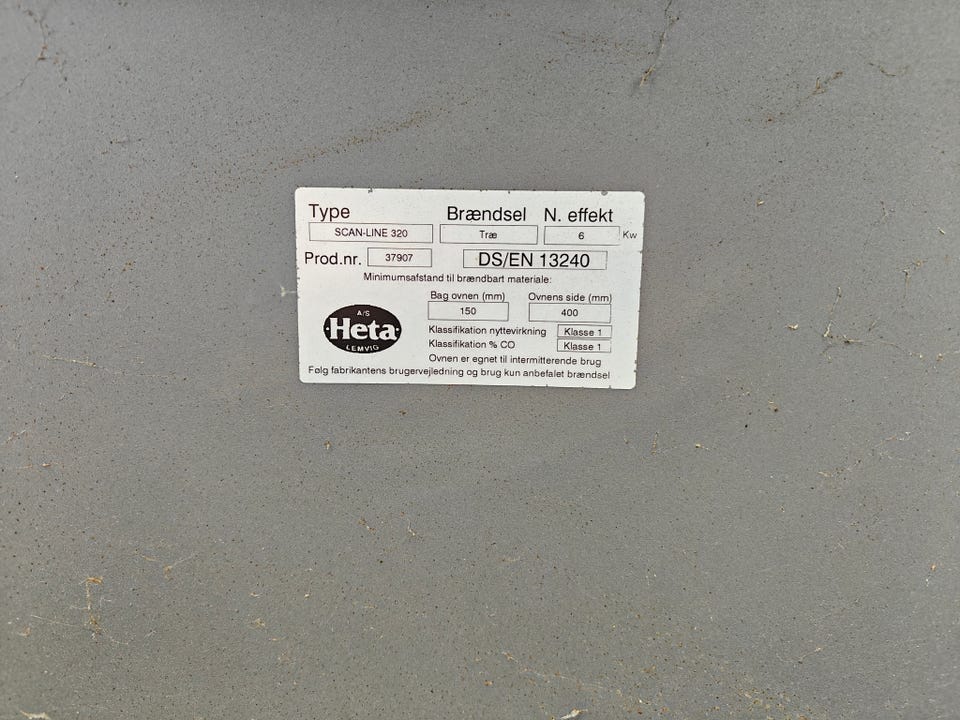 Type Brændsel N. effekt
SCAN-LINE 320 Træ 6 Kw
Prod.nr. 37907 DS/EN 13240
Minimumsafstand til brændbart materiale:
Bag ovnen (mm) Ovnens side (mm)
150 400
A/S
Heta
LEMVIG
Klassifikation nyttevirkning Klasse 1
Klassifikation % CO Klasse 1
Ovnen er egnet til intermitterende brug
Følg fabrikantens brugervejledning og brug kun anbefalet brændsel